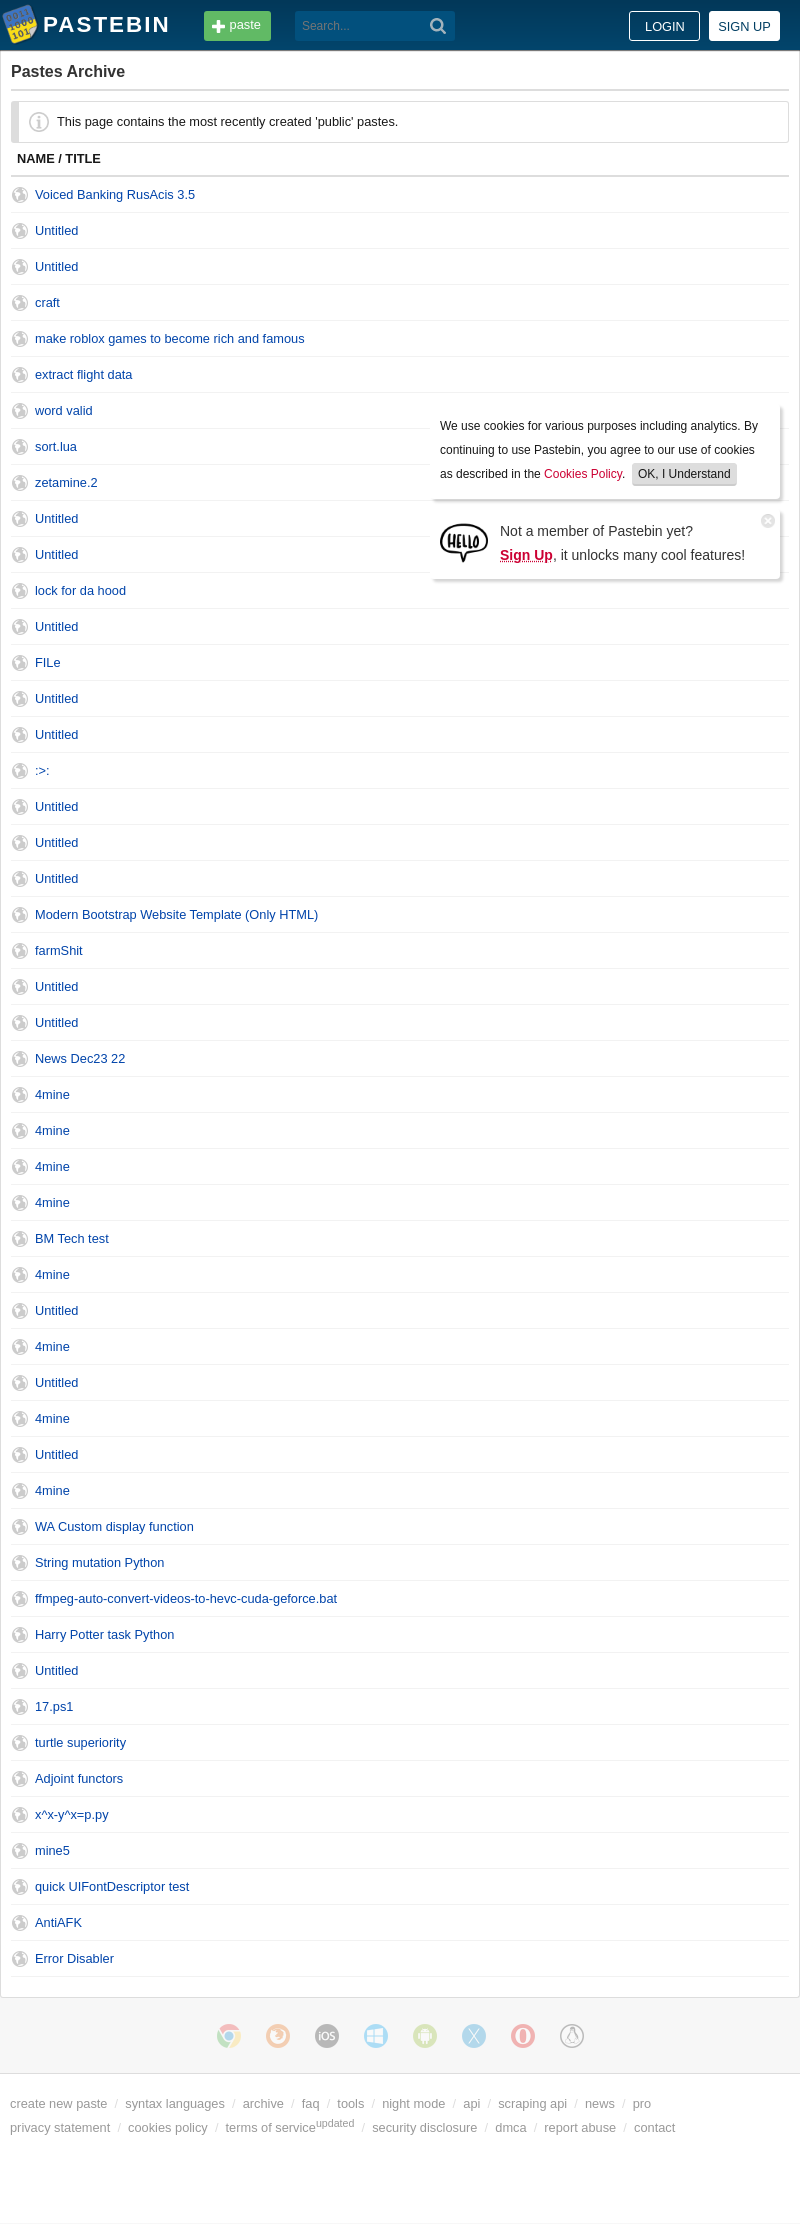 PASTEBIN
paste
Search...
LOGIN
SIGN UP
Pastes Archive
This page contains the most recently created 'public' pastes.
NAME / TITLE
Voiced Banking RusAcis 3.5
Untitled
Untitled
craft
make roblox games to become rich and famous
extract flight data
word valid
sort.lua
zetamine.2
Untitled
Untitled
lock for da hood
We use cookies for various purposes including analytics. By
continuing to use Pastebin, you agree to our use of cookies
as described in the Cookies Policy. OK, I Understand
HELLO
Not a member of Pastebin yet?
Sign Up, it unlocks many cool features!
Untitled
FILe
Untitled
Untitled
:>:
Untitled
Untitled
Untitled
Modern Bootstrap Website Template (Only HTML)
farmShit
Untitled
Untitled
News Dec23 22
4mine
4mine
4mine
4mine
BM Tech test
4mine
Untitled
4mine
Untitled
4mine
Untitled
4mine
WA Custom display function
String mutation Python
ffmpeg-auto-convert-videos-to-hevc-cuda-geforce.bat
Harry Potter task Python
Untitled
17.ps1
turtle superiority
Adjoint functors
x^x-y^x=p.py
mine5
quick UIFontDescriptor test
AntiAFK
Error Disabler
iOS
create new paste / syntax languages / archive / faq / tools / night mode / api / scraping api / news / pro
privacy statement / cookies policy / terms of service updated / security disclosure / dmca / report abuse / contact